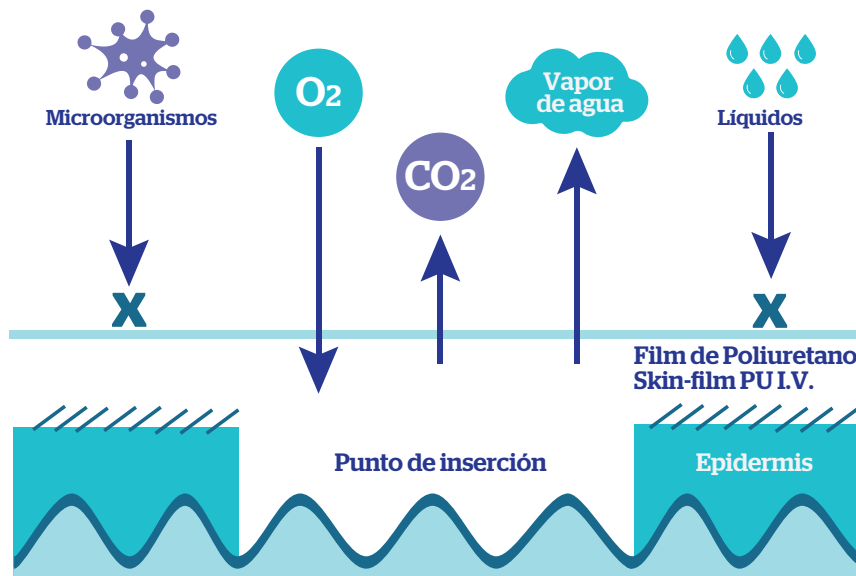 Microorganismos
O2
CO2
Vapor
de agua
Líquidos
X
X
Film de Poliuretano
Skin-film PU I.V.
Punto de inserción
Epidermis